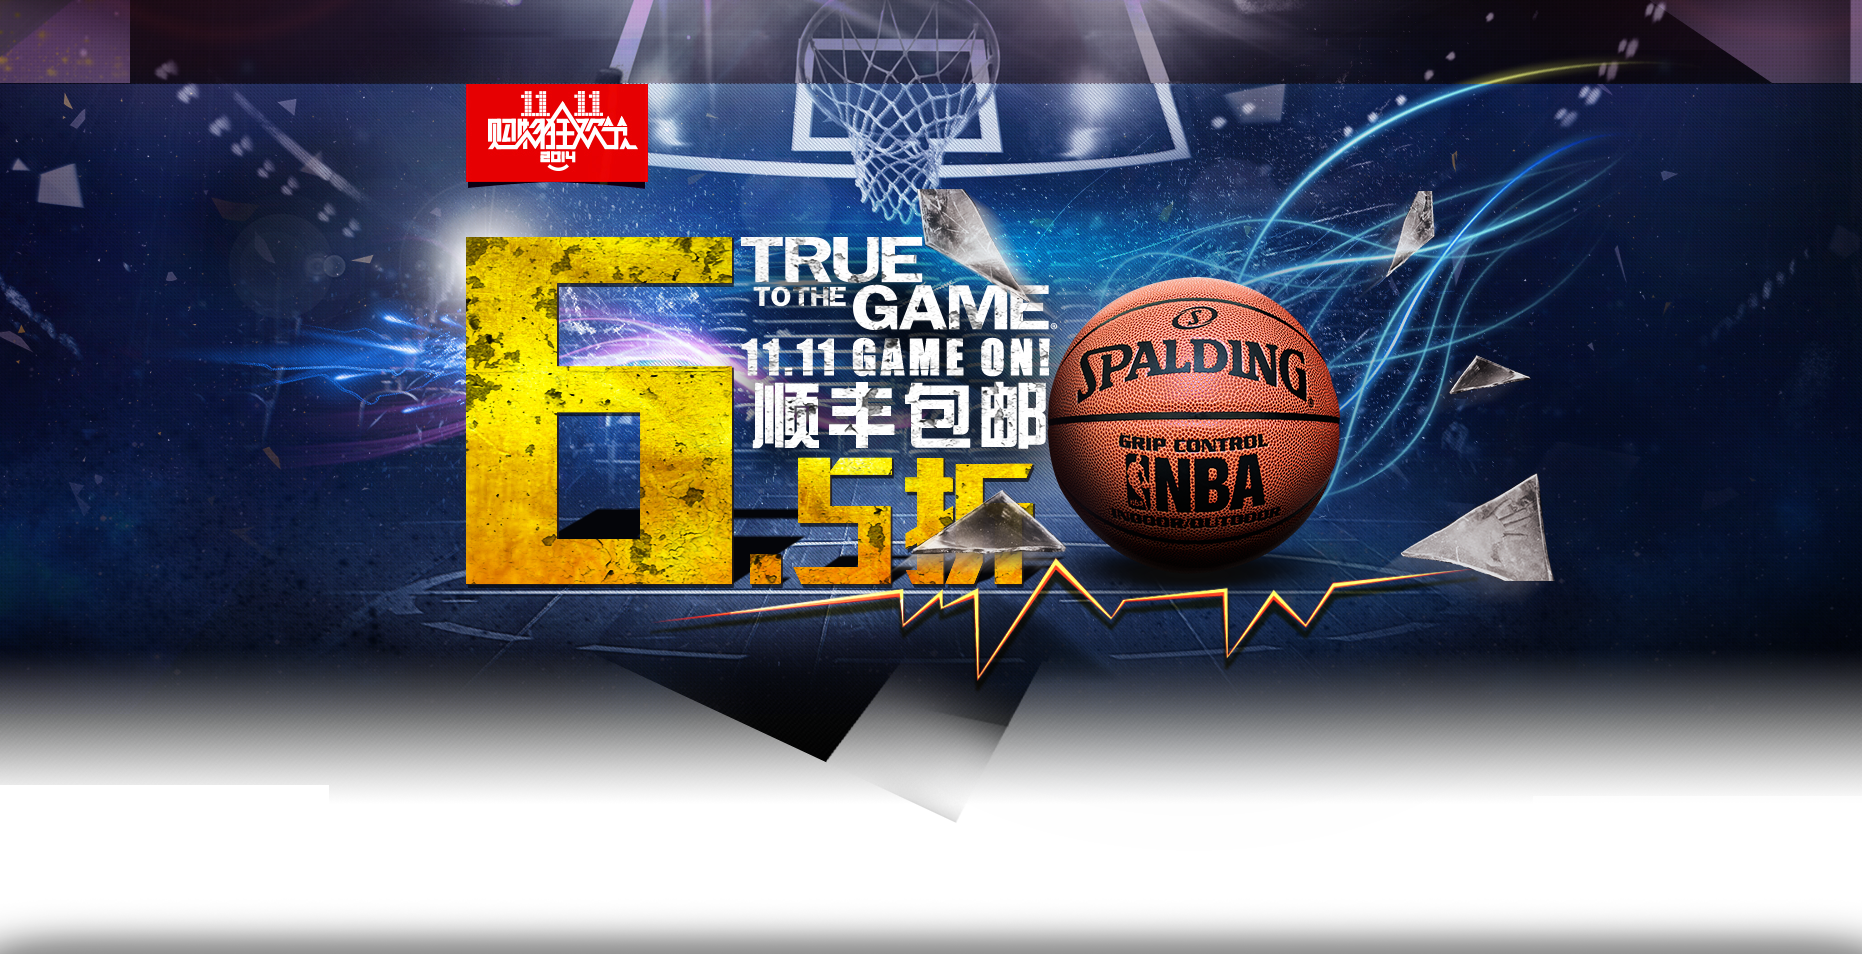 11.11
购物狂欢节
2014
TRUE
TO THE GAME®
11.11 GAME ON!
顺丰包邮
6.5折
SPALDING
GRIP CONTROL
NBA
INDOOR/OUTDOOR